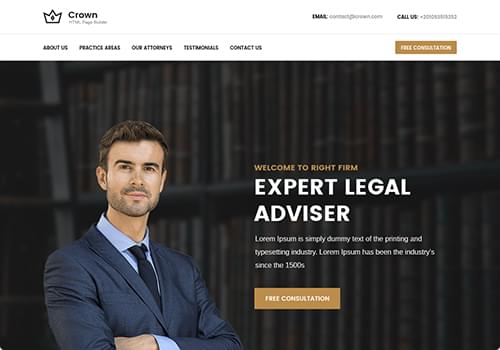 Crown
HTML Page Builder
EMAIL: contact@crown.com
CALL US: +201093515252
ABOUT US
PRACTICE AREAS
OUR ATTORNEYS
TESTIMONIALS
CONTACT US
FREE CONSULTATION
WELCOME TO RIGHT FIRM
EXPERT LEGAL
ADVISER
Lorem Ipsum is simply dummy text of the printing and
typesetting industry. Lorem Ipsum has been the industry's
since the 1500s
FREE CONSULTATION